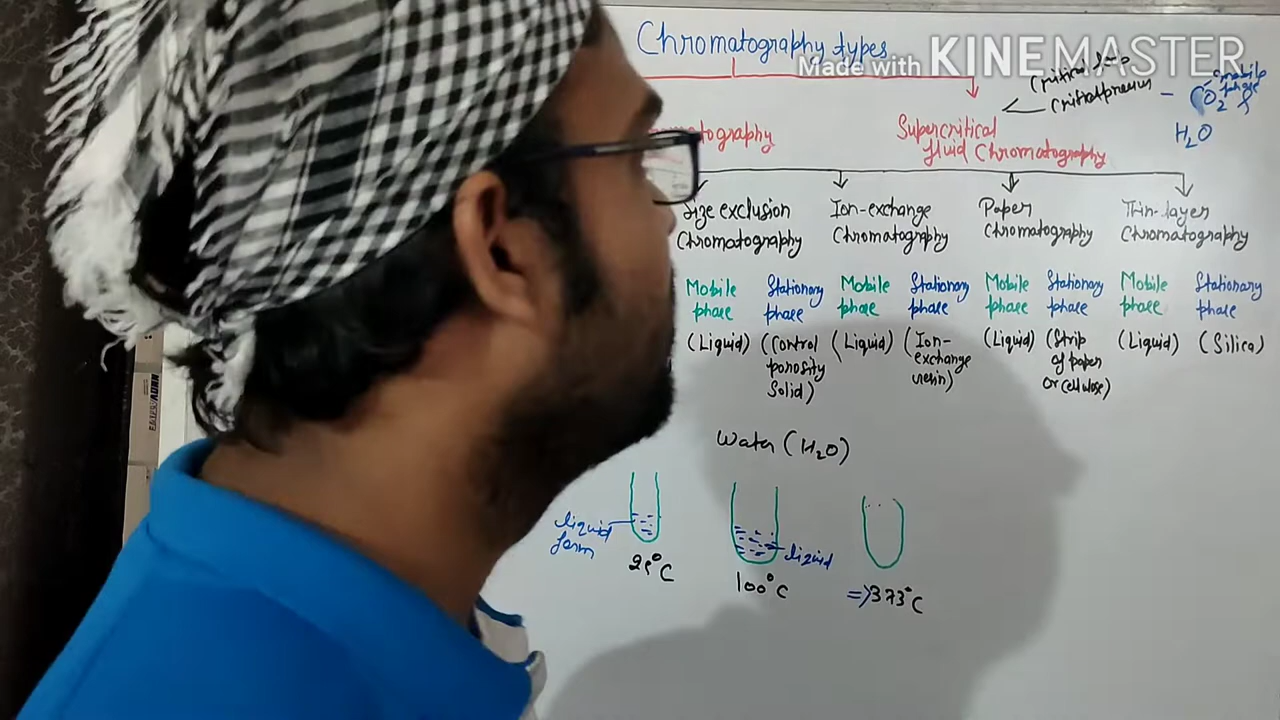 Chromatography types
Made with KINEMASTER
Critical
Critical pressure
mobile
phase
CO2 X
H2O
matography
Supercritical
fluid Chromatography
Size exclusion
Chromatography
Ion-exchange
Chromatography
Paper
Chromatography
Thin-layer
Chromatography
Mobile
phase
(Liquid)
Stationary
phase
(Control
porosity
Solid)
Mobile
phase
(Liquid)
Stationary
phase
(Ion-
exchange
resin)
Mobile
phase
(Liquid)
Stationary
phase
(Strip
of paper
or cellulose)
Mobile
phase
(Liquid)
Stationary
phase
(Silica)
Water (H2O)
liquid
form
25°C
liquid
100°C
=>373°C